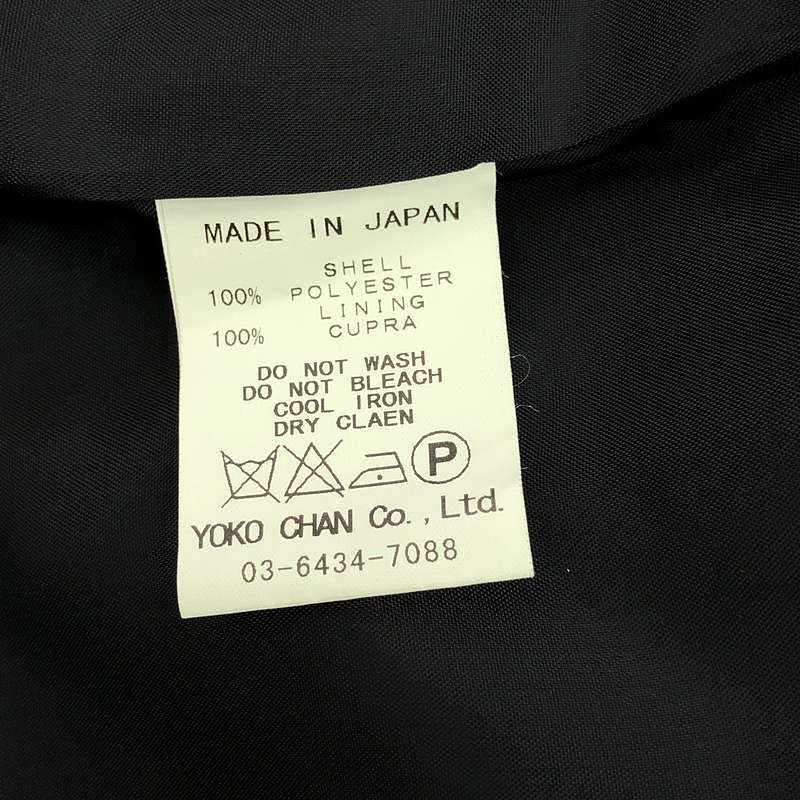 MADE IN JAPAN
SHELL
100% POLYESTER
LINING
100% CUPRA
DO NOT WASH
DO NOT BLEACH
COOL IRON
DRY CLAEN
P
YOKO CHAN Co.,Ltd.
03-6434-7088